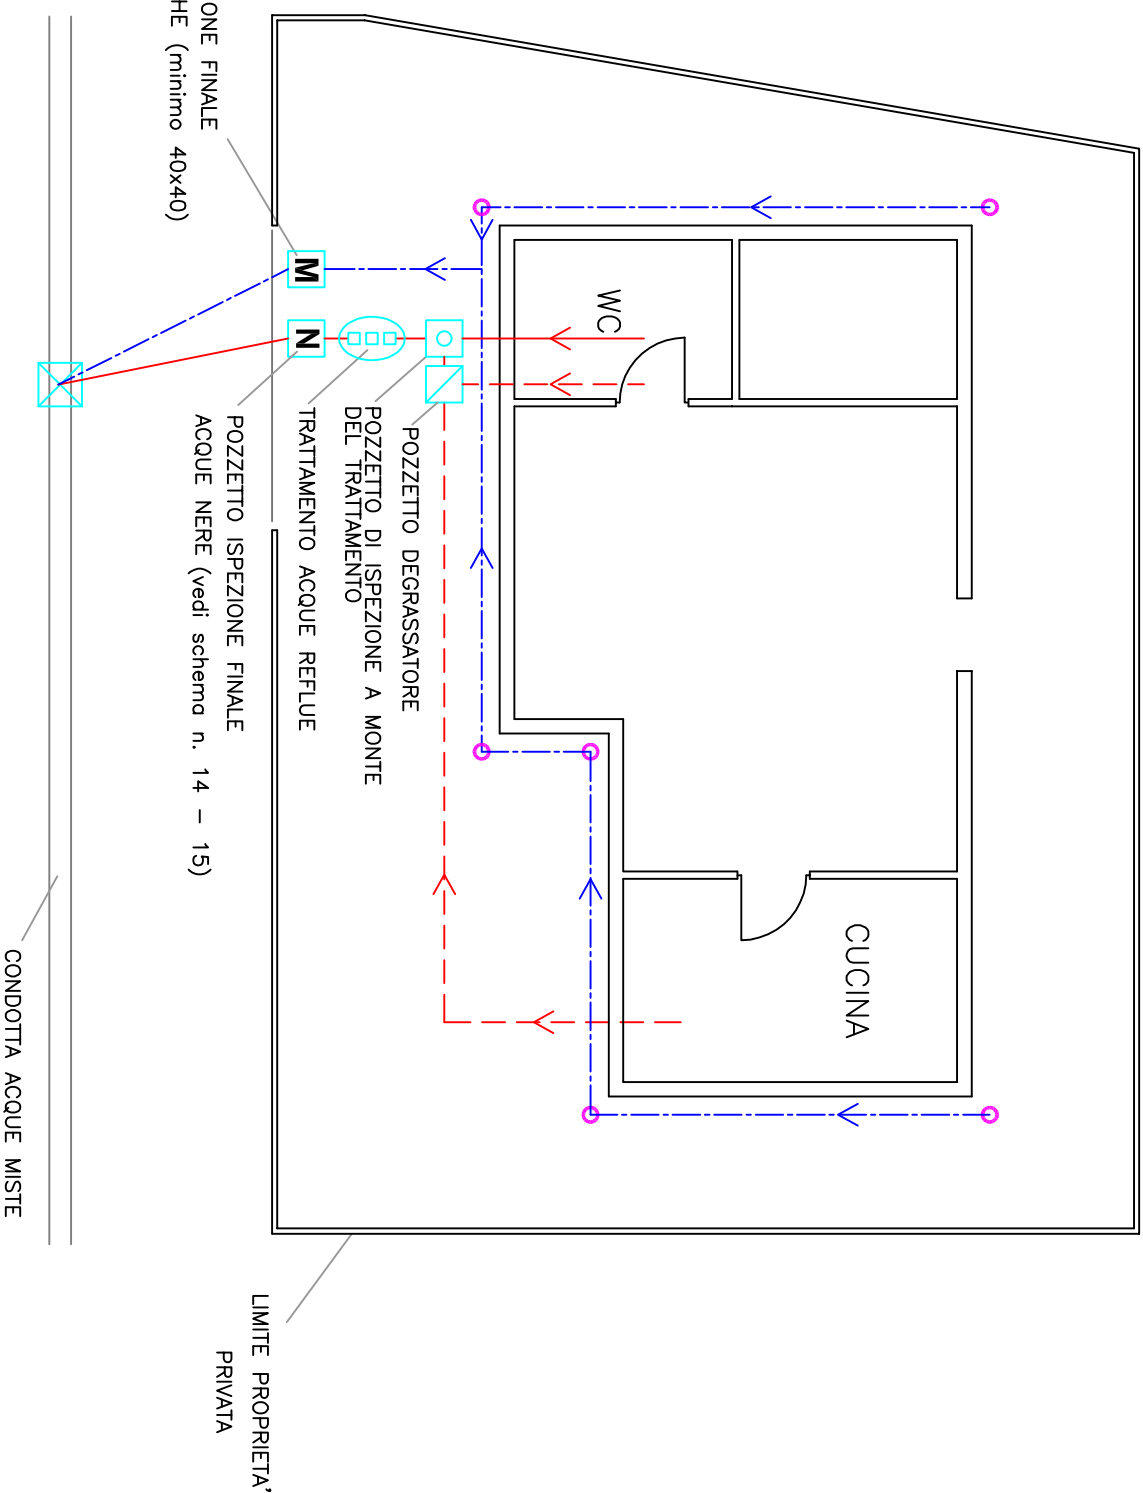 WC
CUCINA
M
N
ONE FINALE
HE (minimo 40x40)
POZZETTO DEGRASSATORE
POZZETTO DI ISPEZIONE A MONTE
DEL TRATTAMENTO
TRATTAMENTO ACQUE REFLUE
POZZETTO ISPEZIONE FINALE
ACQUE NERE (vedi schema n. 14 - 15)
CONDOTTA ACQUE MISTE
LIMITE PROPRIETA'
PRIVATA